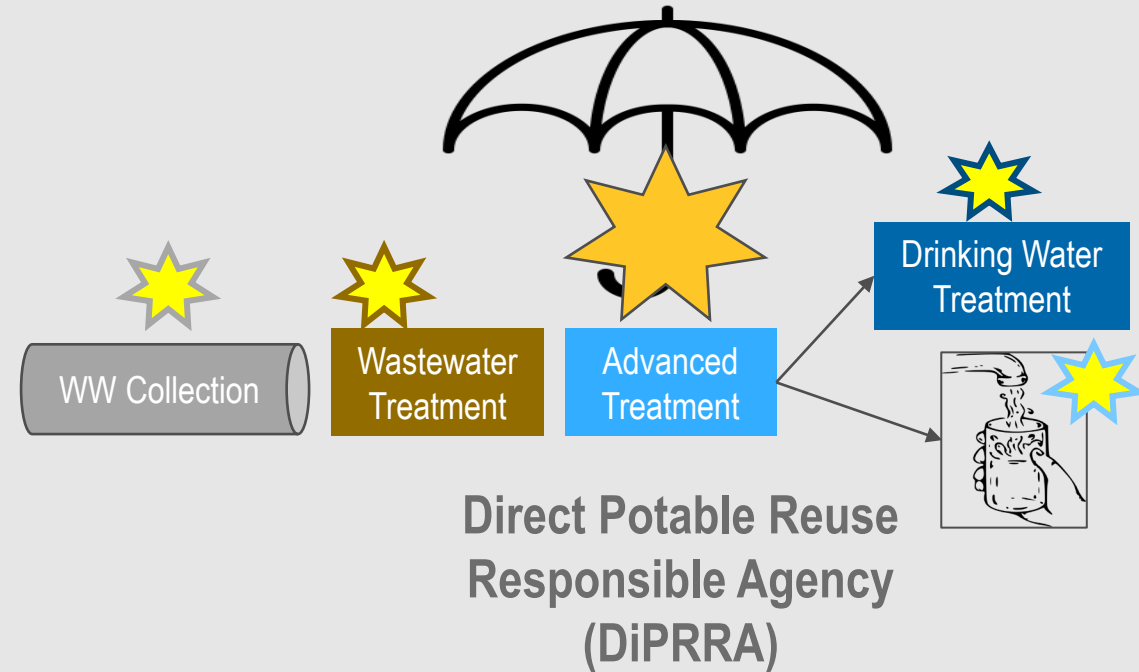 WW Collection
Wastewater
Treatment
Advanced
Treatment
Drinking Water
Treatment
Direct Potable Reuse
Responsible Agency
(DiPRRA)